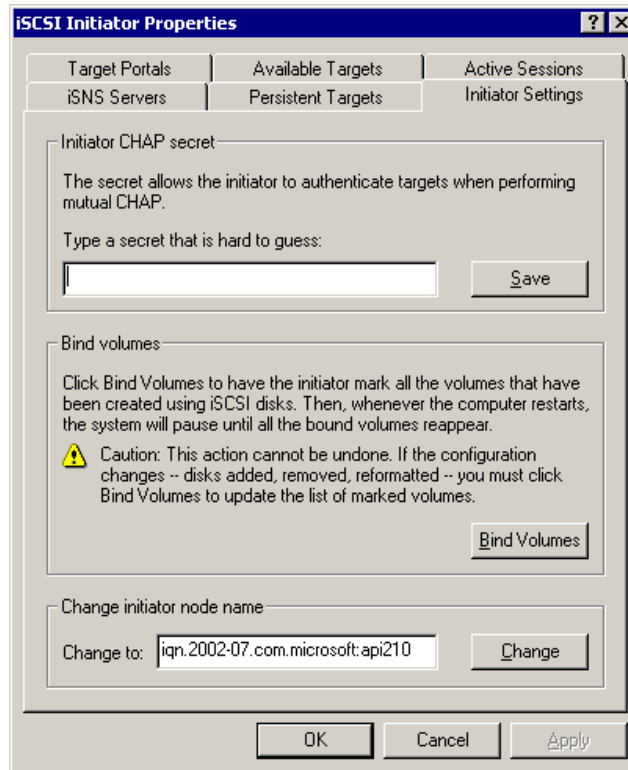 iSCSI Initiator Properties
Target Portals
Available Targets
Active Sessions
iSNS Servers
Persistent Targets
Initiator Settings
Initiator CHAP secret
The secret allows the initiator to authenticate targets when performing
mutual CHAP.
Type a secret that is hard to guess:
Save
Bind volumes
Click Bind Volumes to have the initiator mark all the volumes that have
been created using iSCSI disks. Then, whenever the computer restarts,
the system will pause until all the bound volumes reappear.
Caution: This action cannot be undone. If the configuration
changes -- disks added, removed, reformatted -- you must click
Bind Volumes to update the list of marked volumes.
Bind Volumes
Change initiator node name
Change to: iqn.2002-07.com.microsoft:api210 Change
OK Cancel Apply